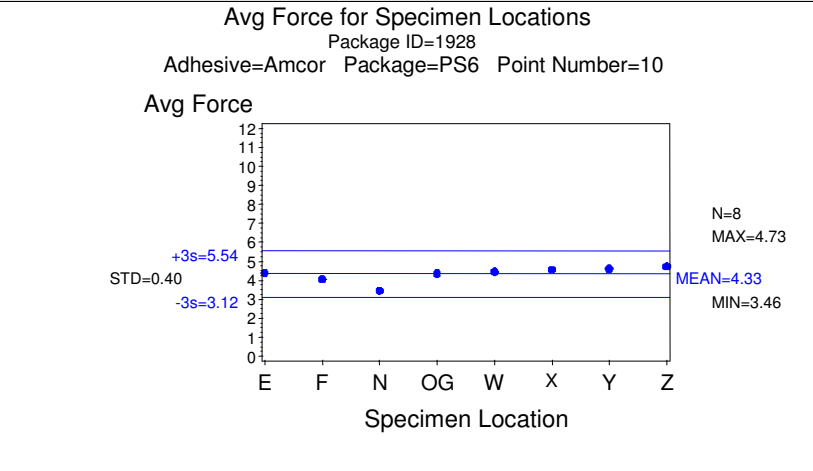 Avg Force for Specimen Locations
Package ID=1928
Adhesive=Amcor Package=PS6 Point Number=10
Avg Force
12
11
10
9
8
7
6
5
4
3
2
1
0
+3s=5.54
STD=0.40
-3s=3.12
N=8
MAX=4.73
MEAN=4.33
MIN=3.46
E F N OG W X Y Z
Specimen Location